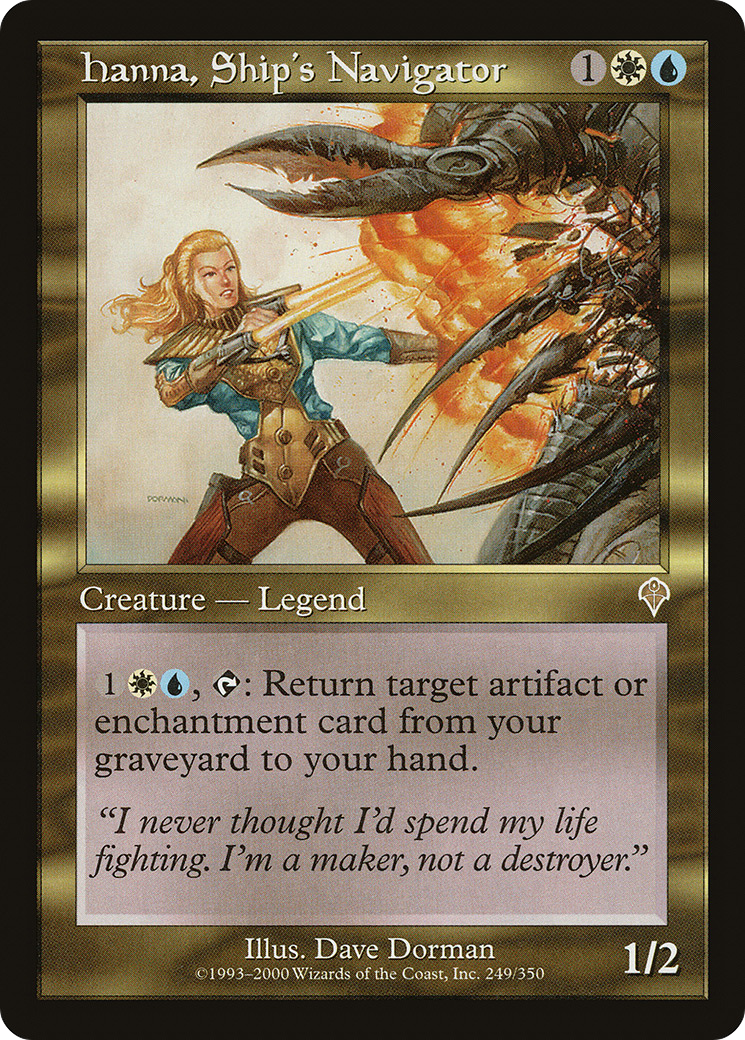 Hanna, Ship's Navigator 1
DORMAN
Creature — Legend
1 , : Return target artifact or
enchantment card from your
graveyard to your hand.
“I never thought I’d spend my life
fighting. I’m a maker, not a destroyer.”
Illus. Dave Dorman
©1993–2000 Wizards of the Coast, Inc. 249/350
1/2